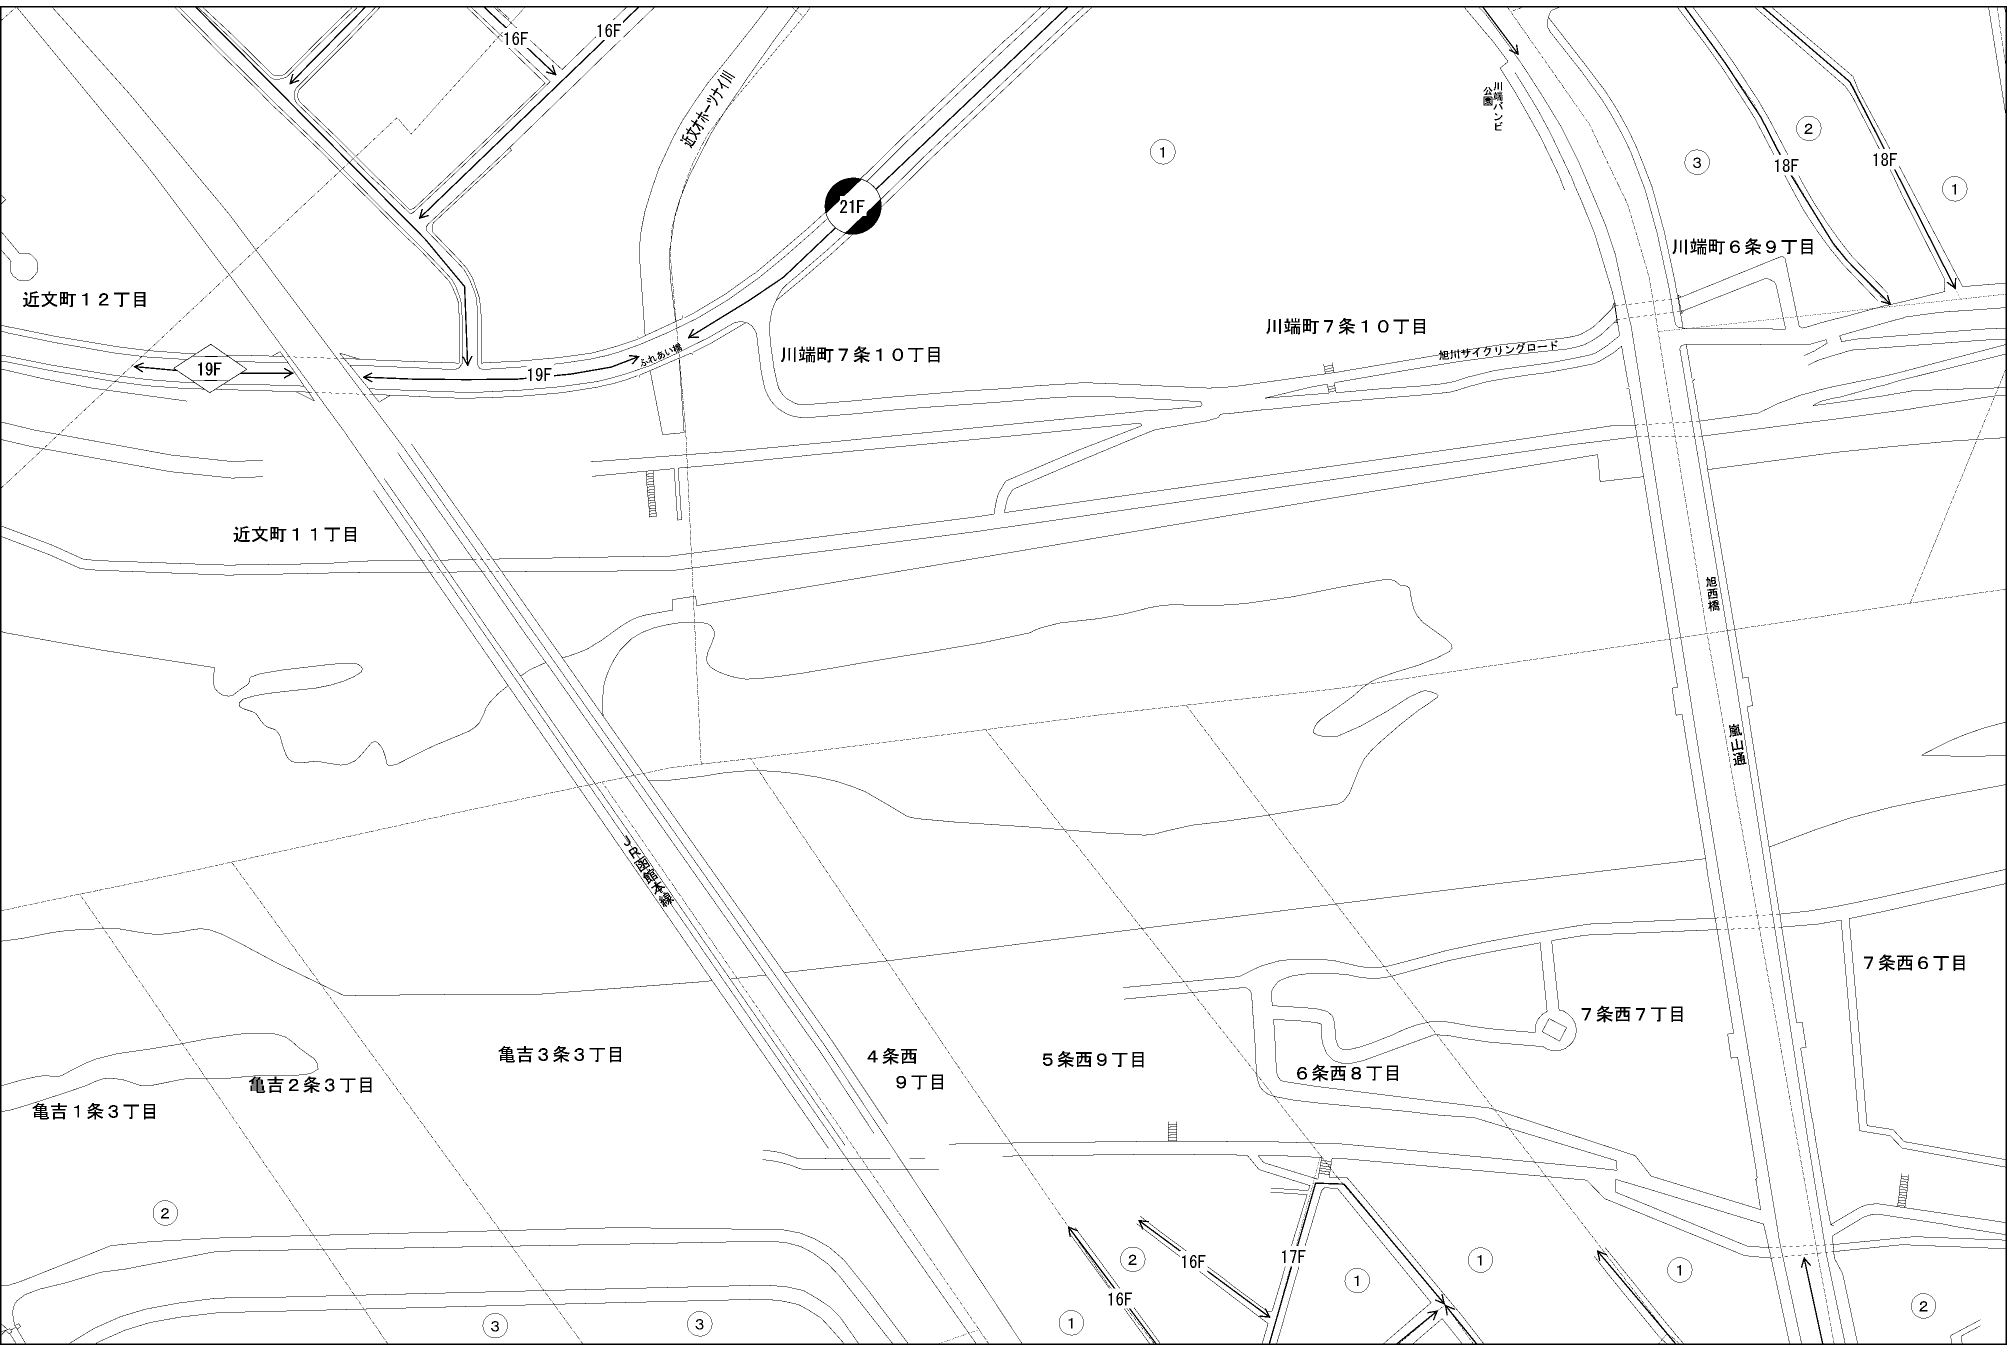 16F
16F
近文オホーツナイ川
川端バンビ
公園
①
②
③
18F
18F
①
21F
川端町６条９丁目
近文町１２丁目
川端町７条１０丁目
川端町７条１０丁目
旭川サイクリングロード
ふれあい橋
19F
19F
近文町１１丁目
旭西橋
嵐山通
ＪＲ函館本線
７条西６丁目
７条西７丁目
亀吉３条３丁目
４条西
９丁目
５条西９丁目
６条西８丁目
亀吉２条３丁目
亀吉１条３丁目
②
②
16F
17F
①
①
①
16F
②
③
③
①